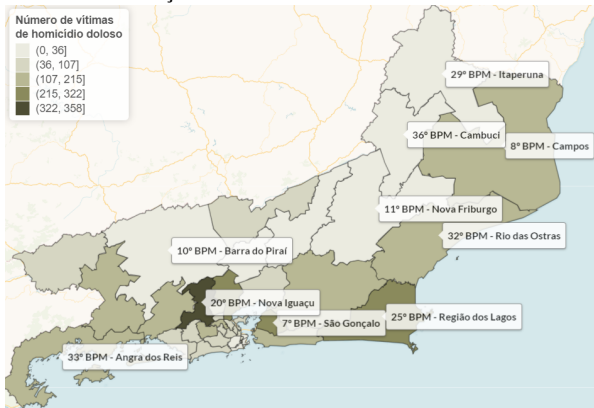 Número de vitimas
de homicídio doloso
(0, 36]
(36, 107]
(107, 215]
(215, 322]
(322, 358]
29º BPM - Itaperuna
36º BPM - Cambuci
8º BPM - Campos
11º BPM - Nova Friburgo
32º BPM - Rio das Ostras
10º BPM - Barra do Piraí
20º BPM - Nova Iguaçu
7º BPM - São Gonçalo
25º BPM - Região dos Lagos
33º BPM - Angra dos Reis